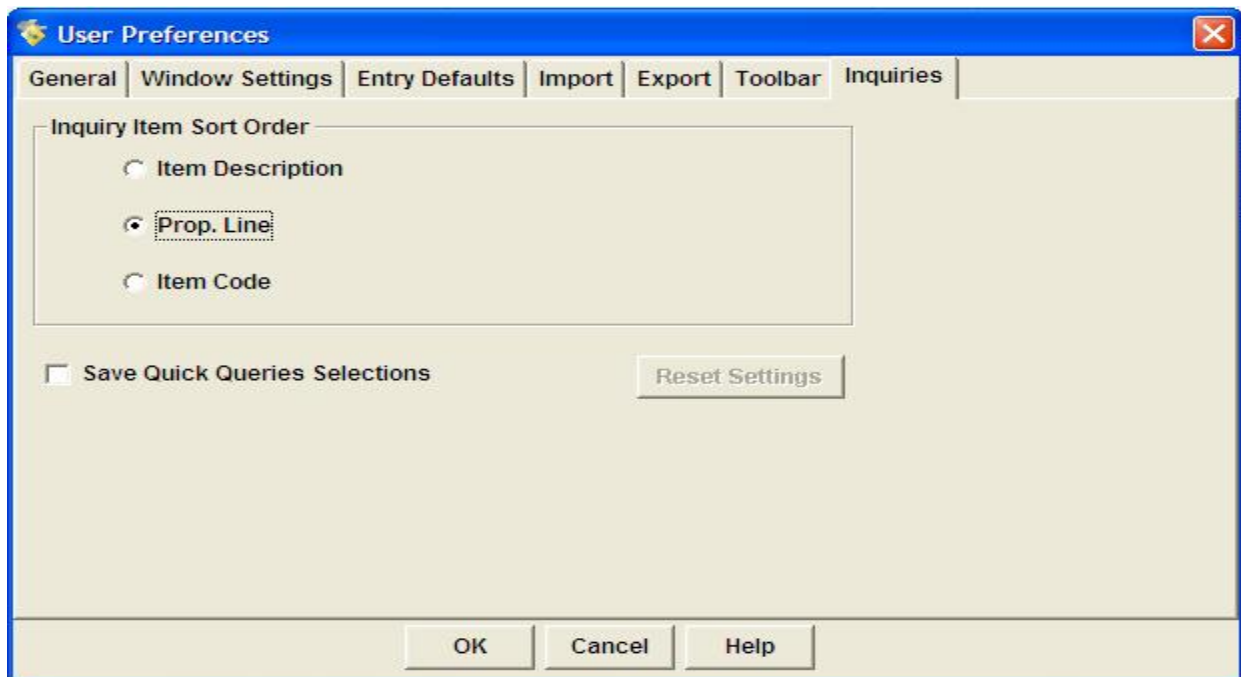 User Preferences
General Window Settings Entry Defaults Import Export Toolbar Inquiries
Inquiry Item Sort Order
Item Description
Prop. Line
Item Code
Save Quick Queries Selections Reset Settings
OK Cancel Help